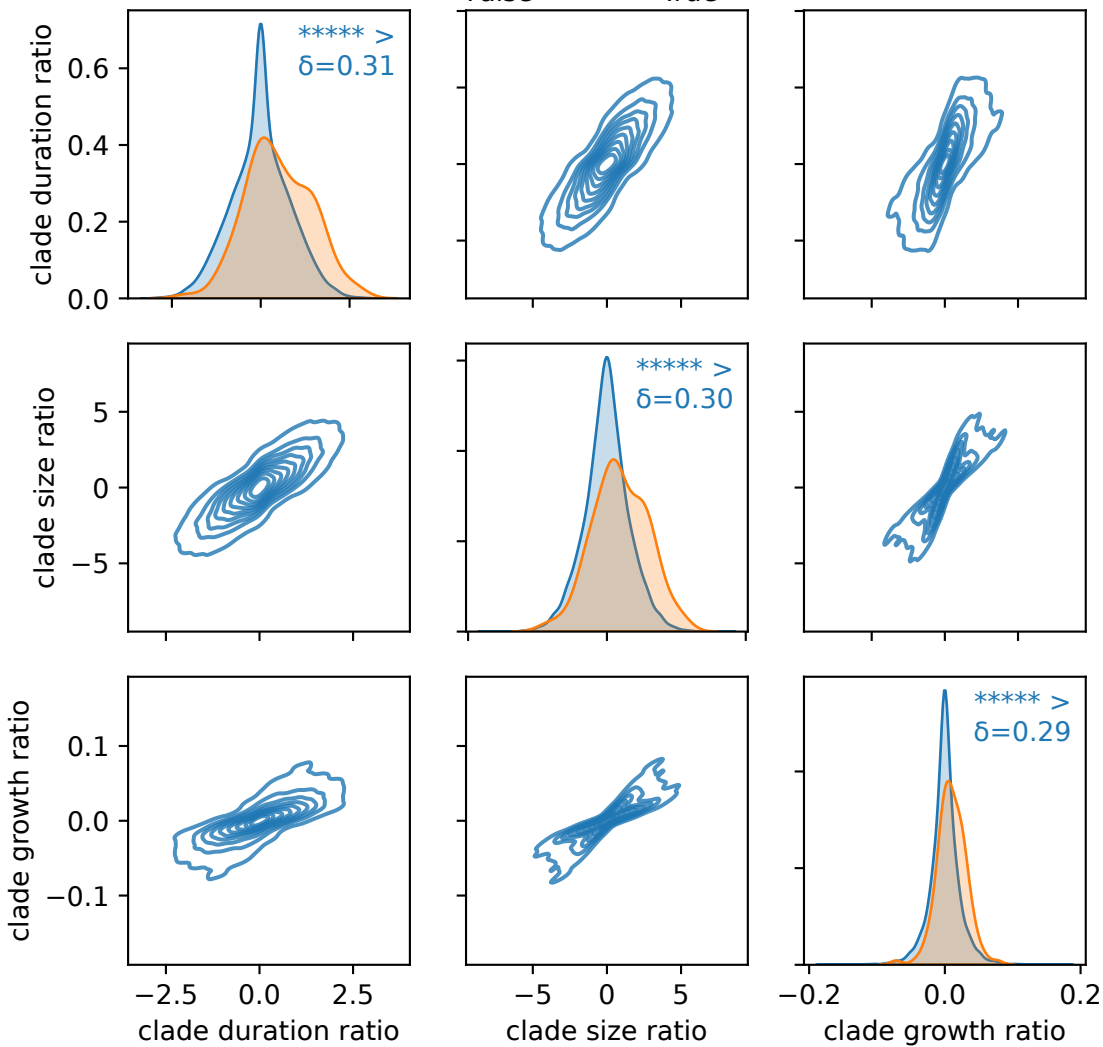 ***** >
δ=0.31
clade duration ratio
0.6
0.4
0.2
0.0
***** >
δ=0.30
clade size ratio
5
0
−5
***** >
δ=0.29
clade growth ratio
0.1
0.0
−0.1
−2.5 0.0 2.5
−5 0 5
−0.2 0.0 0.2
clade duration ratio
clade size ratio
clade growth ratio